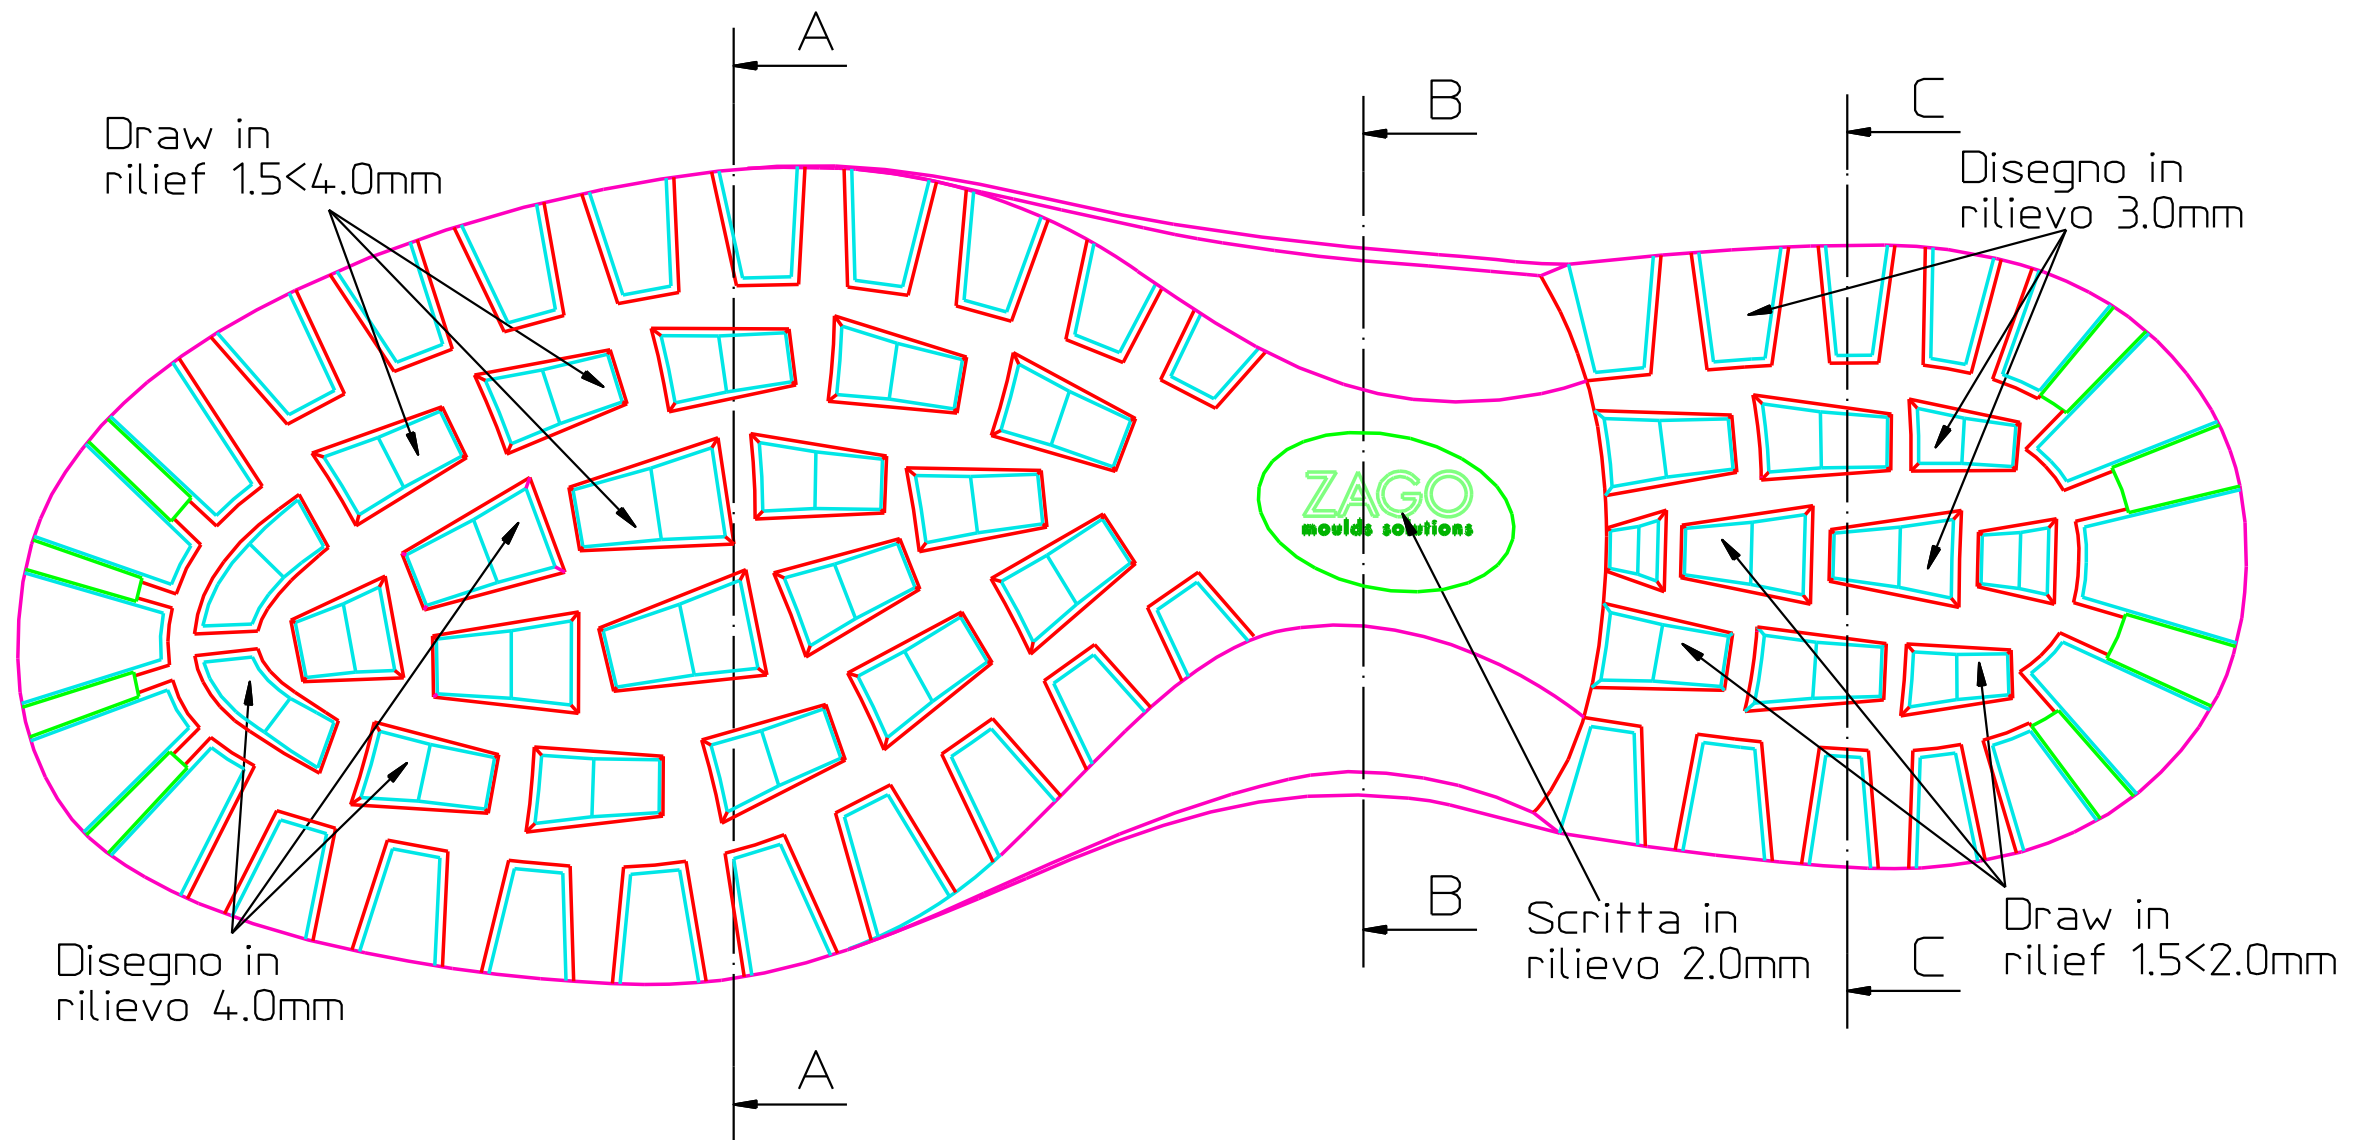 A
B
C
Draw in
rilief 1.5<4.0mm
Disegno in
rilievo 3.0mm
ZAGO
moulds solutions
B
Scritta in
rilievo 2.0mm
Draw in
rilief 1.5<2.0mm
C
Disegno in
rilievo 4.0mm
A